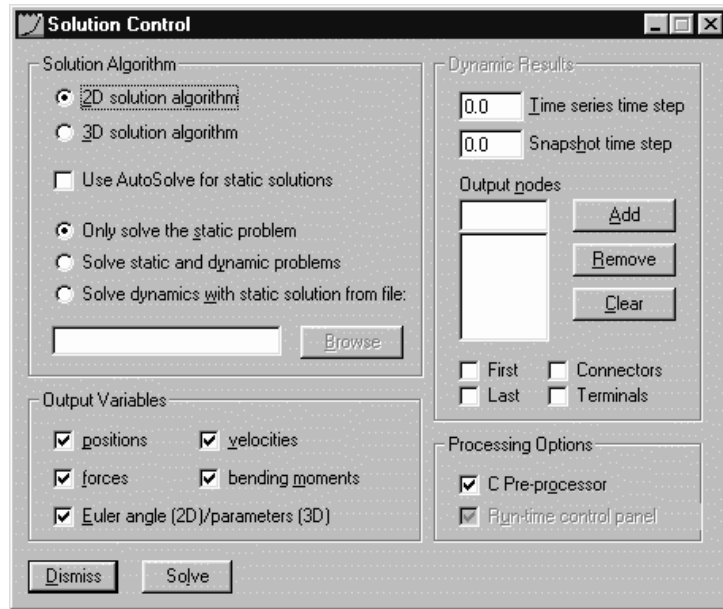 Solution Control
Solution Algorithm
2D solution algorithm
3D solution algorithm
Use AutoSolve for static solutions
Only solve the static problem
Solve static and dynamic problems
Solve dynamics with static solution from file:
Browse
Output Variables
positions
velocities
forces
bending moments
Euler angle (2D)/parameters (3D)
Dismiss
Solve
Dynamic Results
0.0 Time series time step
0.0 Snapshot time step
Output nodes
Add
Remove
Clear
First
Connectors
Last
Terminals
Processing Options
C Pre-processor
Run-time control panel